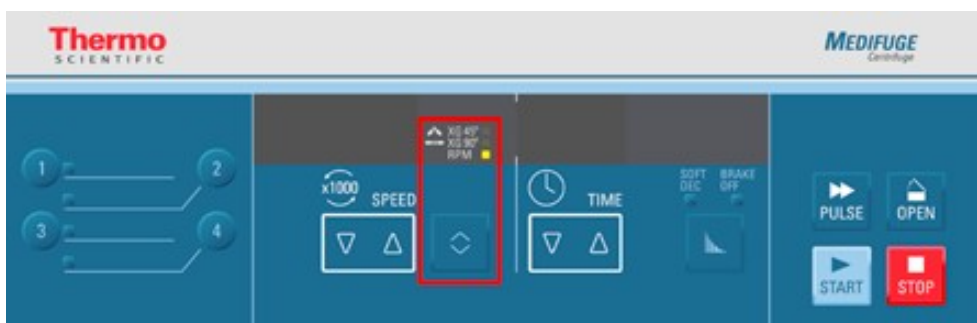 Thermo
SCIENTIFIC
MEDIFUGE
Centrifuge
XG 45°
XG 90°
RPM
1
2
3
4
x1000
SPEED
TIME
SOFT DEC
BRAKE OFF
PULSE
OPEN
START
STOP